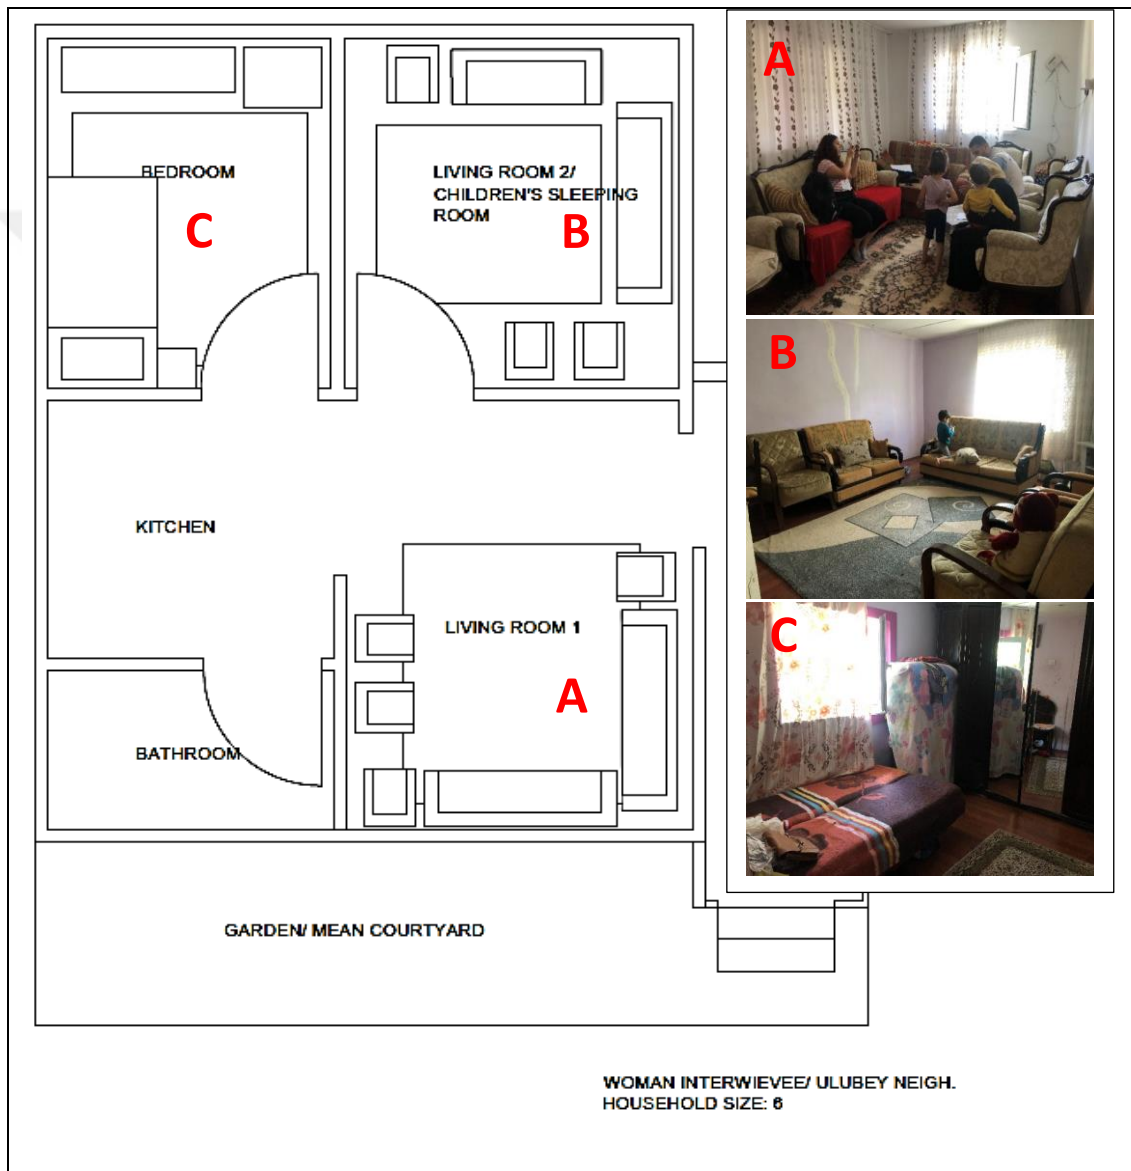 BEDROOM
C
LIVING ROOM 2/
CHILDREN'S SLEEPING
ROOM
B
KITCHEN
LIVING ROOM 1
A
BATHROOM
GARDEN/ MEAN COURTYARD
A
B
C
WOMAN INTERWIEVEE/ ULUBEY NEIGH.
HOUSEHOLD SIZE: 6